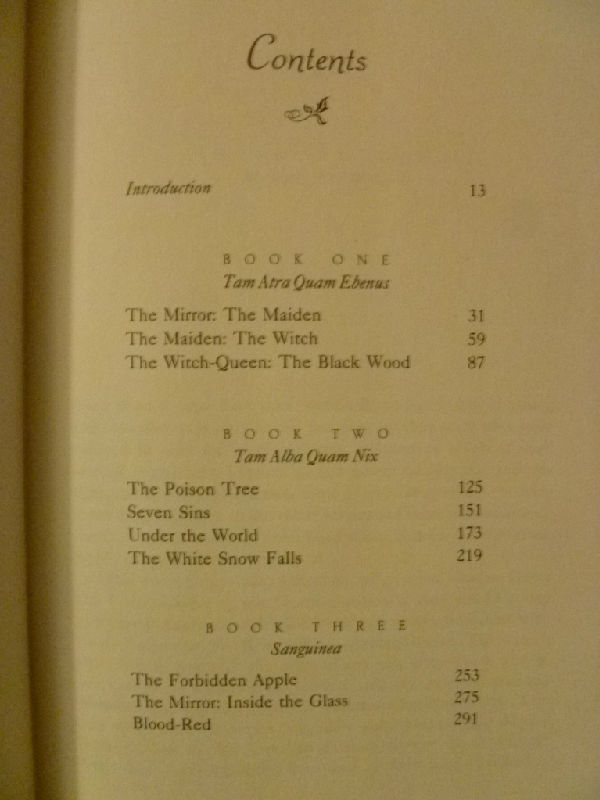 Contents
Introduction 13
BOOK ONE
Tam Atra Quam Ebenus
The Mirror: The Maiden 31
The Maiden: The Witch 59
The Witch-Queen: The Black Wood 87
BOOK TWO
Tam Alba Quam Nix
The Poison Tree 125
Seven Sins 151
Under the World 173
The White Snow Falls 219
BOOK THREE
Sanguinea
The Forbidden Apple 253
The Mirror: Inside the Glass 275
Blood-Red 291